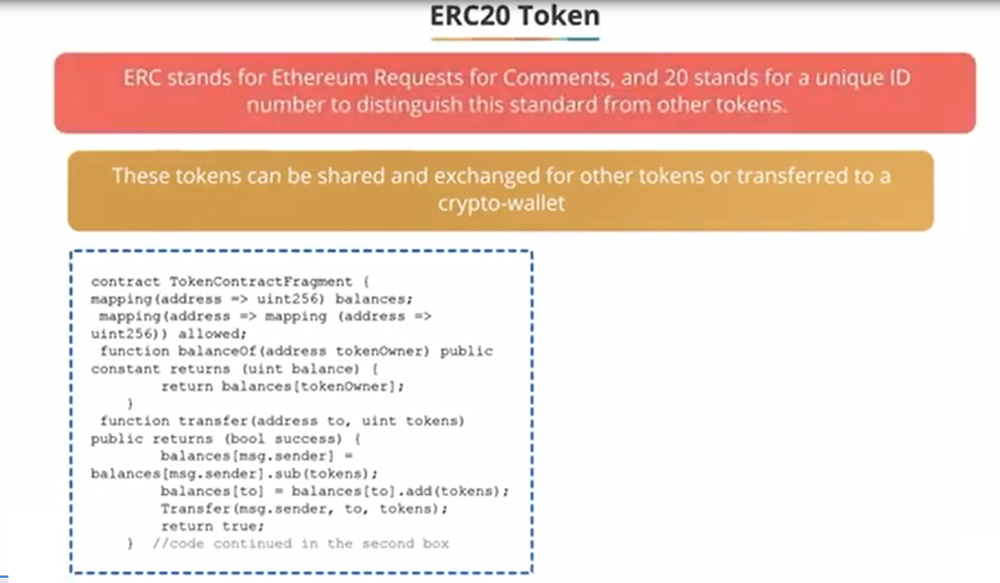 ERC20 Token
ERC stands for Ethereum Requests for Comments, and 20 stands for a unique ID
number to distinguish this standard from other tokens.
These tokens can be shared and exchanged for other tokens or transferred to a
crypto-wallet
contract TokenContractFragment {
mapping(address => uint256) balances;
mapping(address => mapping (address =>
uint256)) allowed;
function balanceOf(address tokenOwner) public
constant returns (uint balance) {
return balances[tokenOwner];
}
function transfer(address to, uint tokens)
public returns (bool success) {
balances[msg.sender] =
balances[msg.sender].sub(tokens);
balances[to] = balances[to].add(tokens);
Transfer(msg.sender, to, tokens);
return true;
} //code continued in the second box